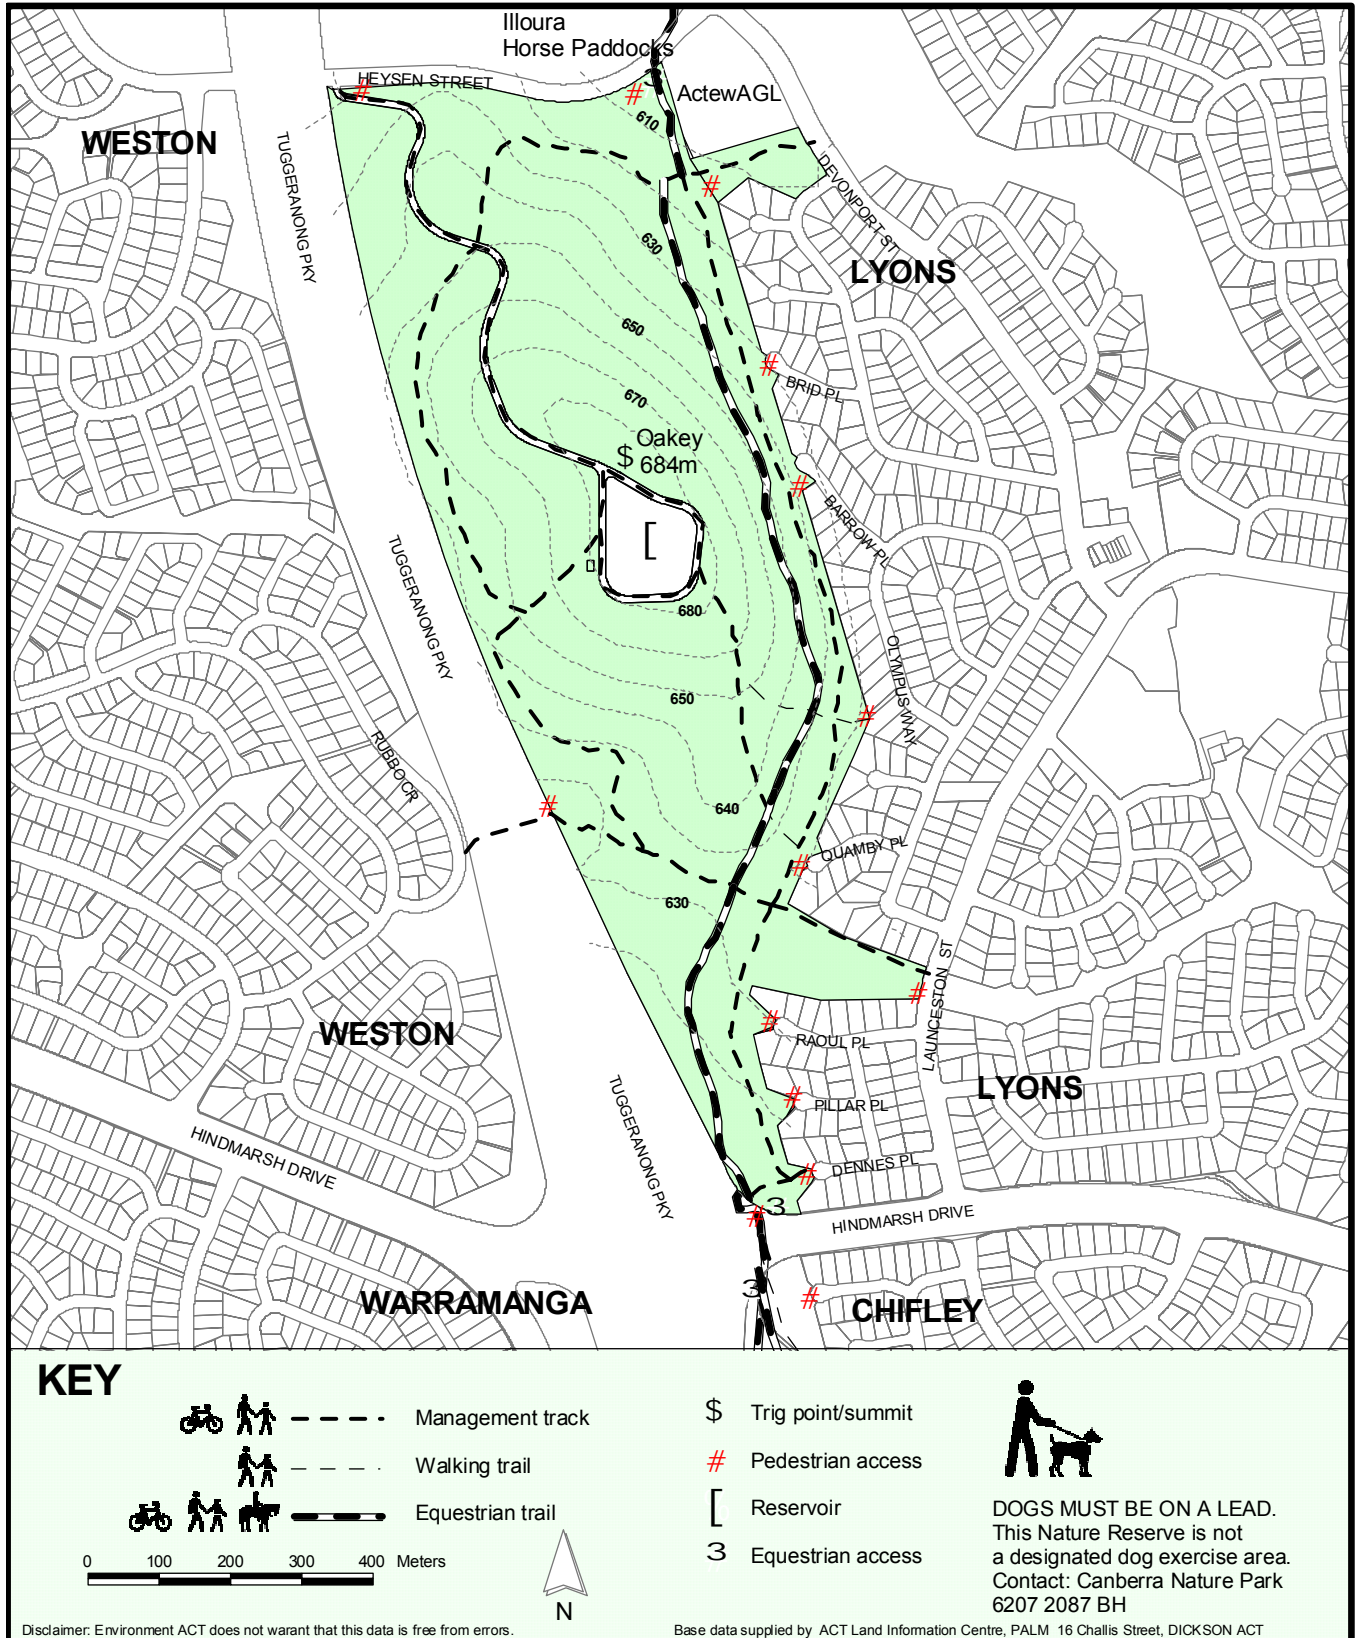 Illoura
Horse Paddocks
HEYSEN STREET
ActewAGL
610
WESTON
TUGGERANONG PKY
DEVONPORT ST
630
LYONS
650
BRID PL
670
Oakey
$ 684m
BARROW PL
[
TUGGERANONG PKY
680
OLYMPUS WAY
650
RUBBO CR
640
QUAMBY PL
630
LAUNCESTON ST
WESTON
RAOUL PL
LYONS
PILLAR PL
TUGGERANONG PKY
HINDMARSH DRIVE
DENNES PL
3
HINDMARSH DRIVE
3
WARRAMANGA
CHIFLEY
KEY
Management track
Walking trail
Equestrian trail
0 100 200 300 400 Meters
N
$ Trig point/summit
# Pedestrian access
[ Reservoir
3 Equestrian access
DOGS MUST BE ON A LEAD.
This Nature Reserve is not
a designated dog exercise area.
Contact: Canberra Nature Park
6207 2087 BH
Disclaimer: Environment ACT does not warant that this data is free from errors.
Base data supplied by ACT Land Information Centre, PALM 16 Challis Street, DICKSON ACT